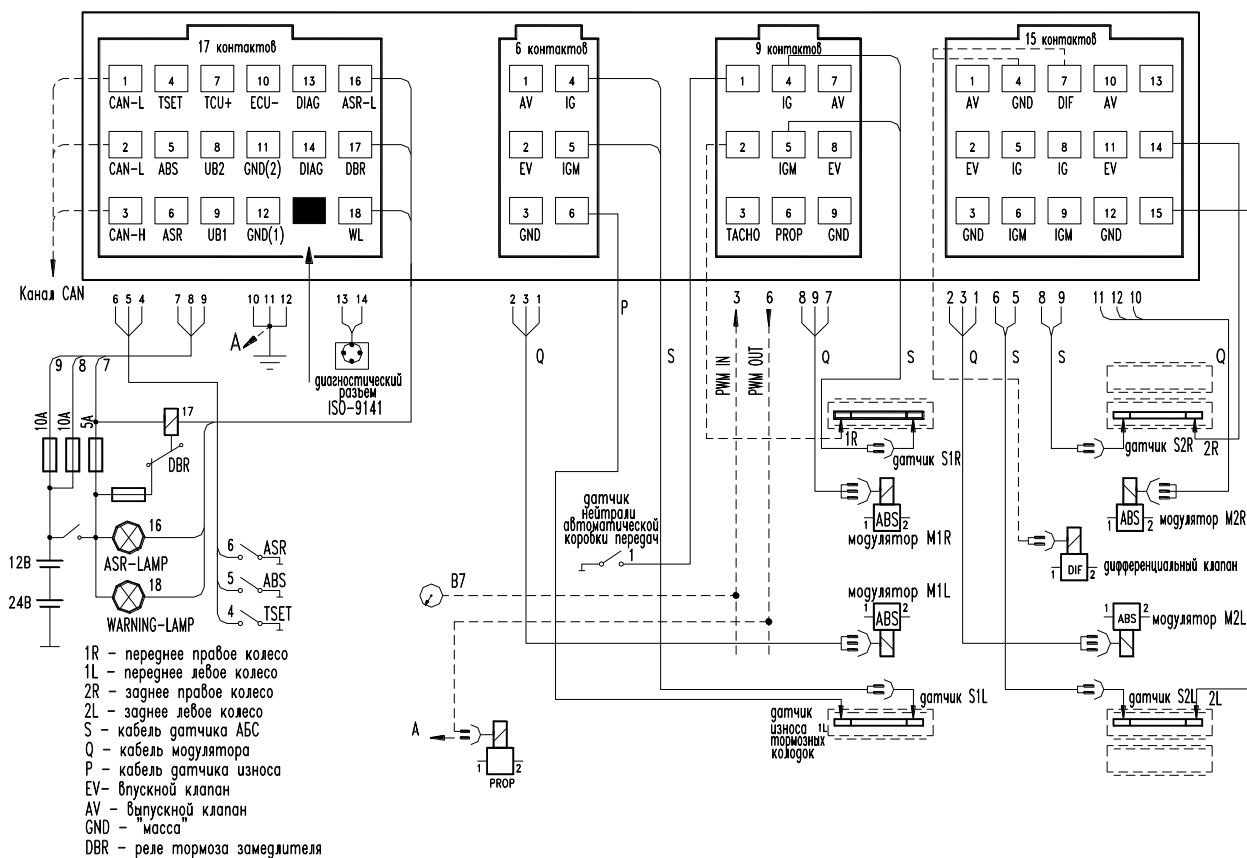 17 контактов
1 4 7 10 13 16
CAN-L TSET TCU+ ECU- DIAG ASR-L
2 5 8 11 14 17
CAN-L ABS UB2 GND(2) DIAG DBR
3 6 9 12 18
CAN-H ASR UB1 GND(1) WL
6 контактов
1 4
AV IG
2 5
EV IGM
3 6
GND
9 контактов
1 4 7
IG AV
2 5 8
IGM EV
3 6 9
TACHO PROP GND
15 контактов
1 4 7 10 13
AV GND DIF AV
2 5 8 11 14
EV IG IG EV
3 6 9 12 15
GND IGM IGM GND
Канал CAN
6 5 4
7 8 9
10 11 12
A
13 14
диагностический
разъем
ISO-9141
2 3 1
Q
P
S
3
PWM IN
6
PWM OUT
8 9 7
Q
S
2 3 1
Q
6 5
S
8 9
S
11 12 10
Q
9 8 7
10A
10A
5A
17
DBR
16
ASR-LAMP
18
WARNING-LAMP
12В
24В
6 ASR
5 ABS
4 TSET
датчик
нейтрали
автоматической
коробки передач
1
B7
A
1 2
PROP
1R
датчик S1R
1 ABS 2
модулятор M1R
модулятор M1L
1 2
ABS
датчик S1L
датчик
износа 1L
тормозных
колодок
датчик S2R 2R
1 ABS 2
модулятор M2R
1 DIF 2
дифференциальный клапан
1 2
ABS
модулятор M2L
датчик S2L 2L
1R - переднее правое колесо
1L - переднее левое колесо
2R - заднее правое колесо
2L - заднее левое колесо
S - кабель датчика АБС
Q - кабель модулятора
P - кабель датчика износа
EV- впускной клапан
AV - выпускной клапан
GND - "масса"
DBR - реле тормоза замедлителя